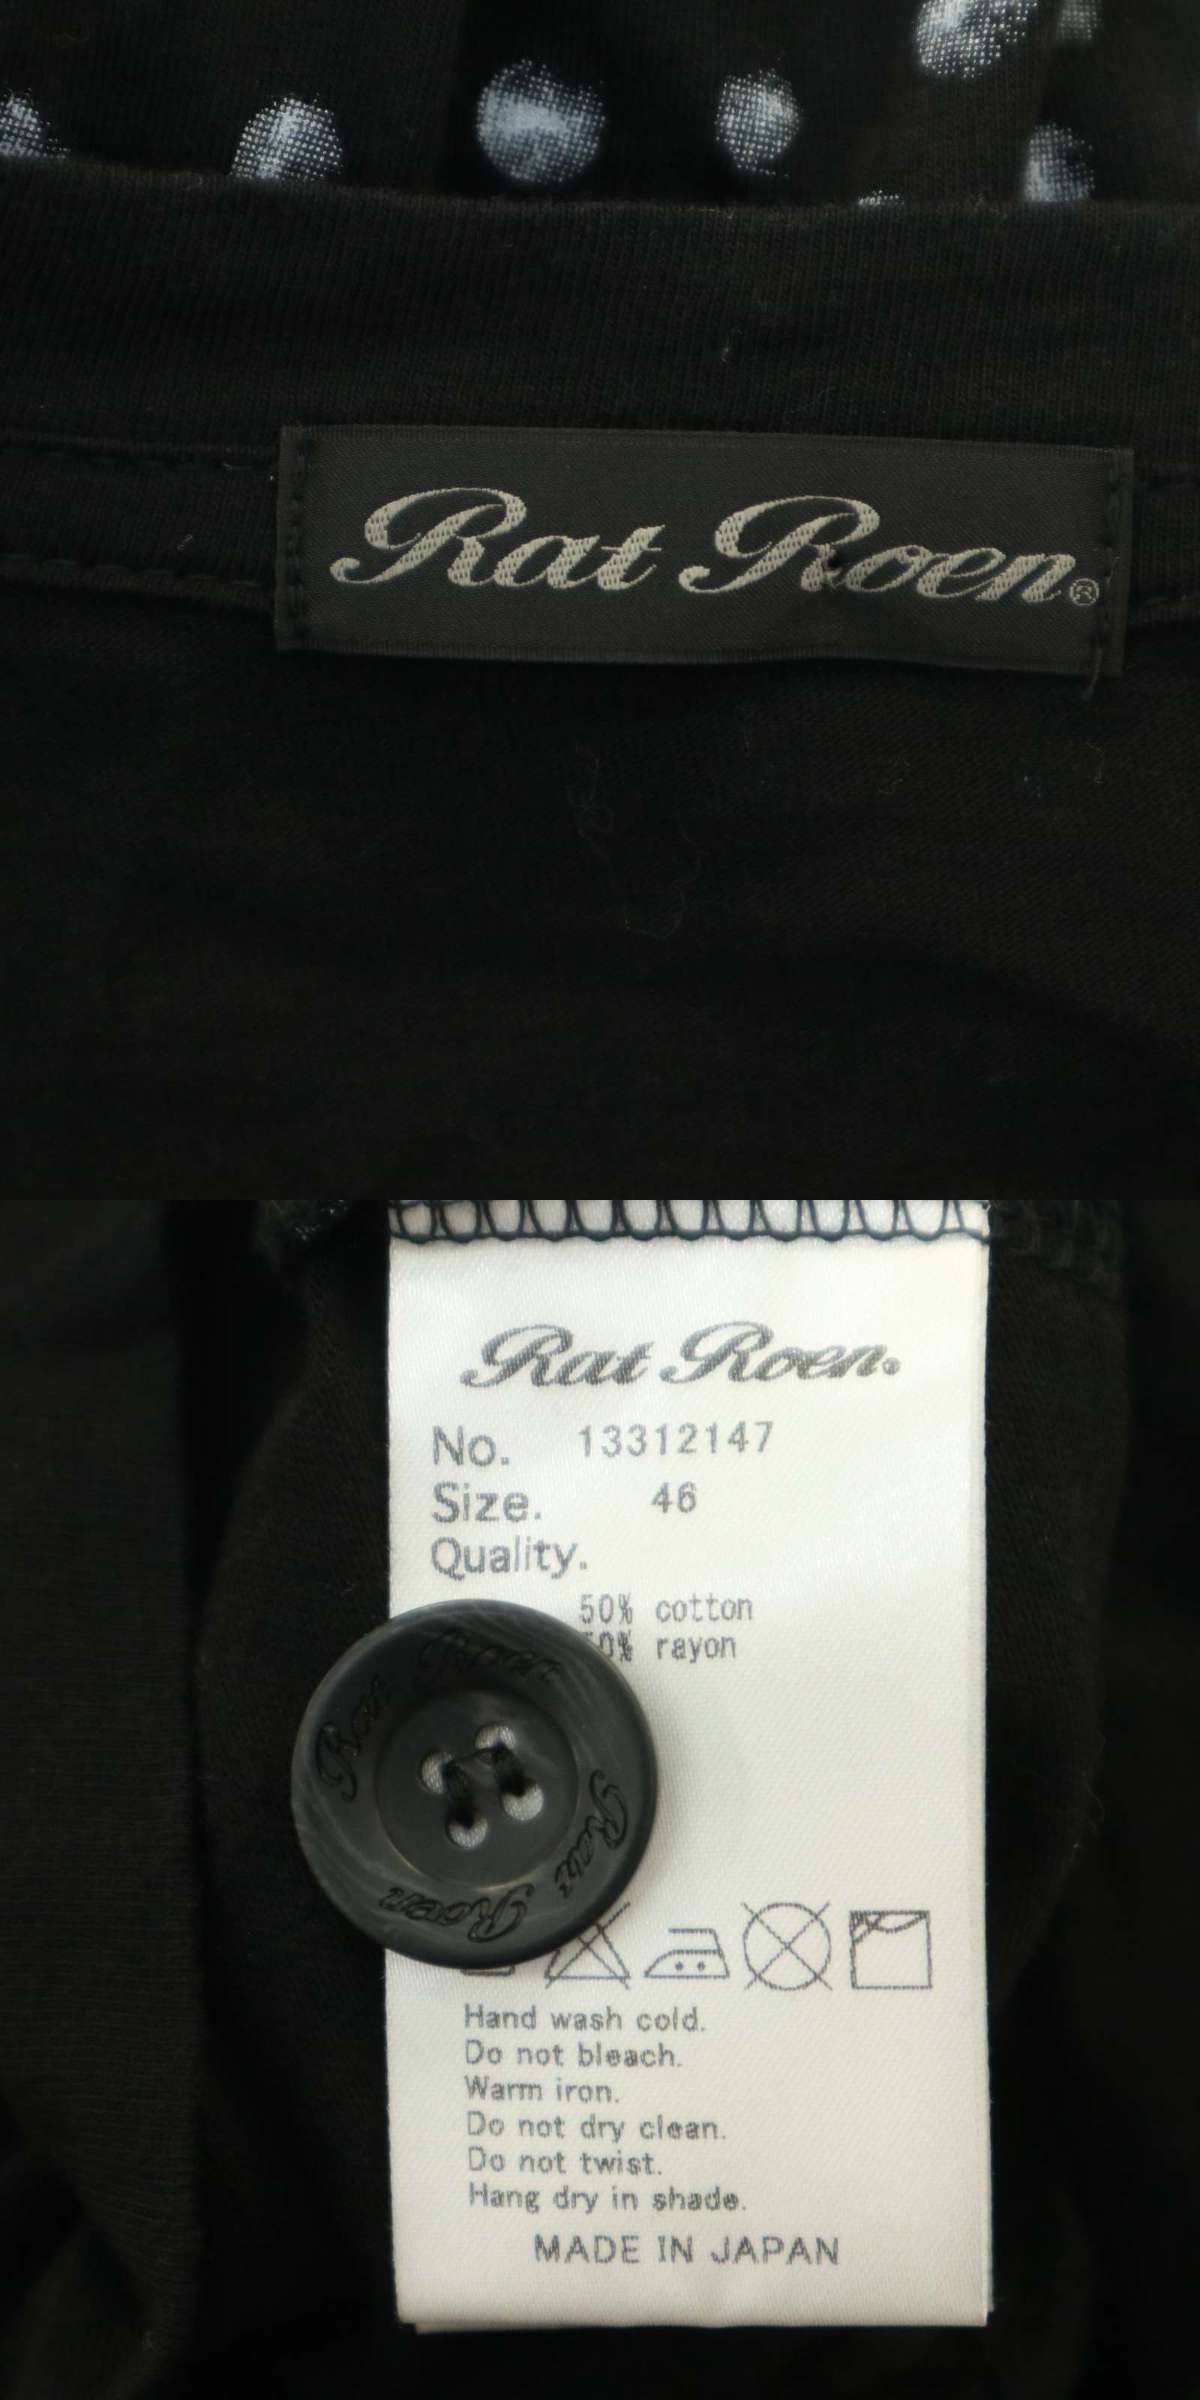 Rat Roen®
Rat Roen.
No. 13312147
Size. 46
Quality.
50% cotton
50% rayon
Rat Roen
Rat Roen
Hand wash cold.
Do not bleach.
Warm iron.
Do not dry clean.
Do not twist.
Hang dry in shade.
MADE IN JAPAN